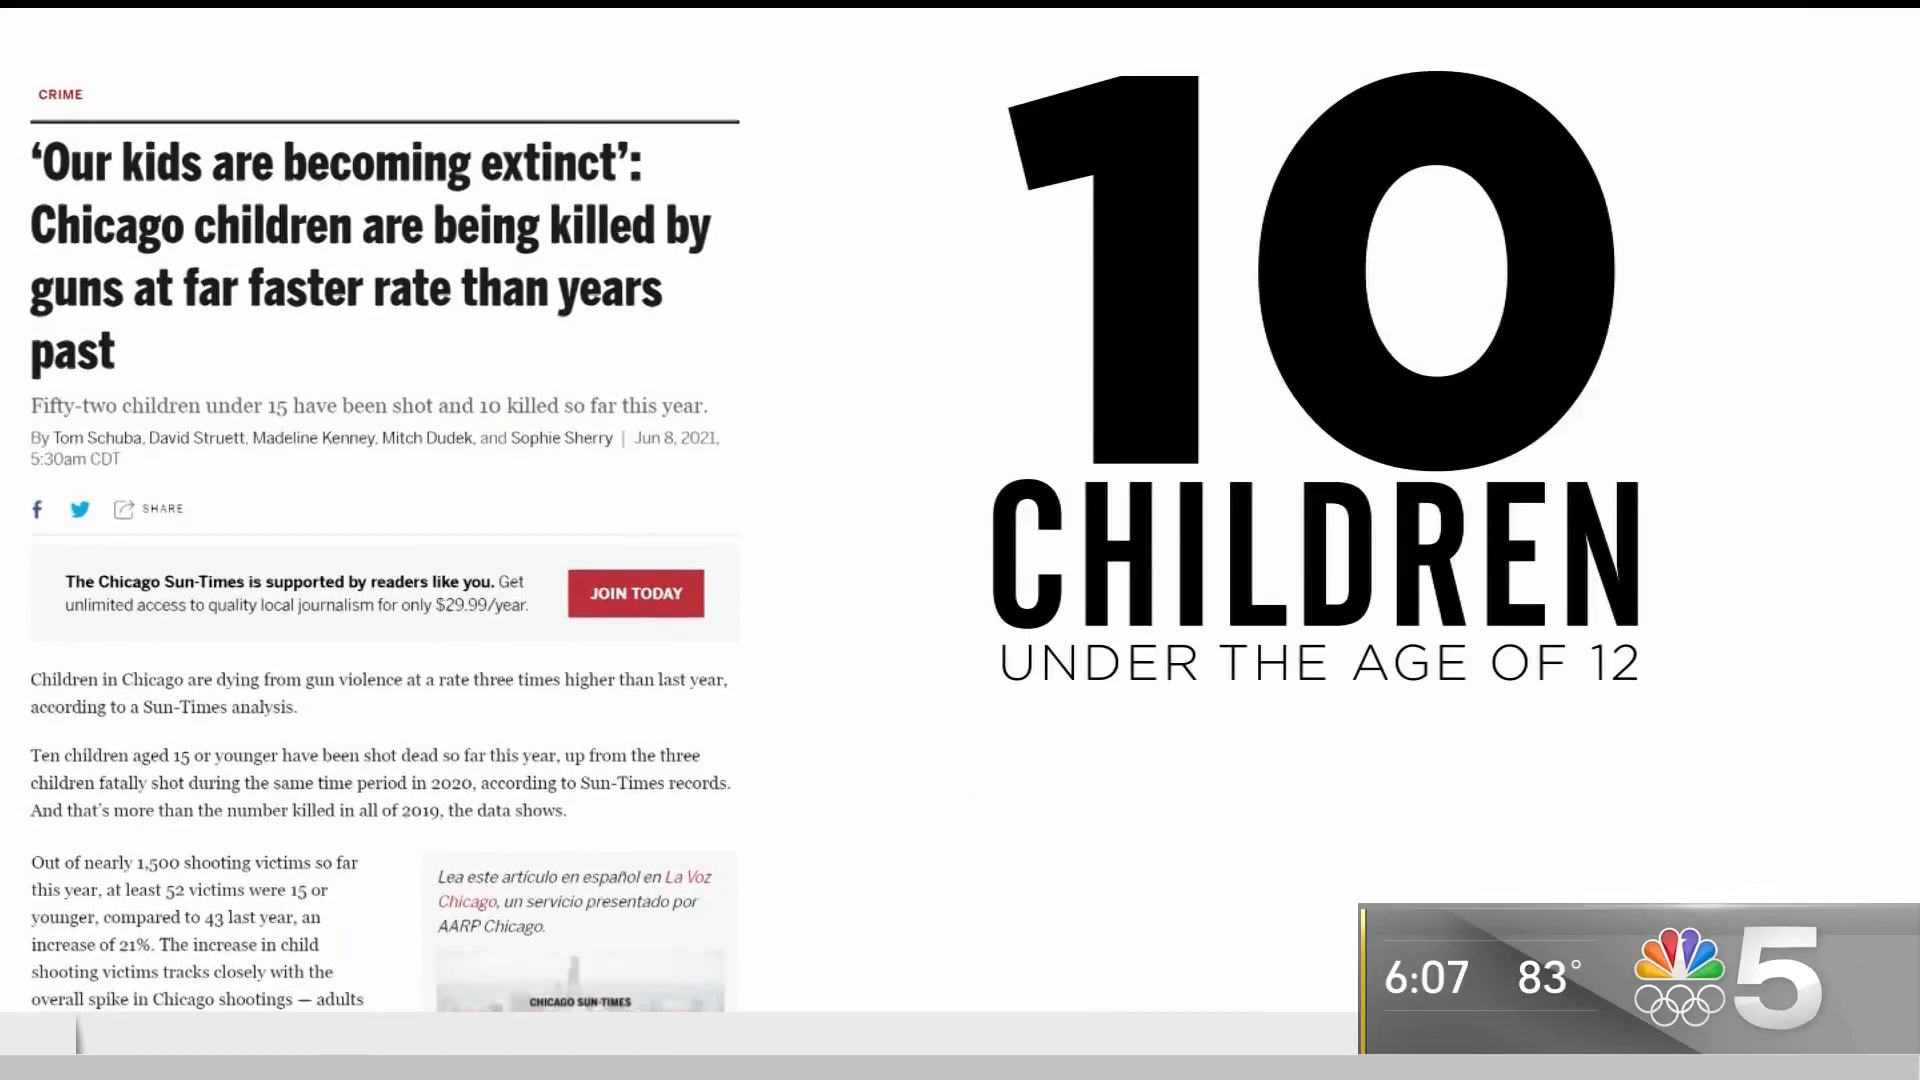 CRIME
‘Our kids are becoming extinct’:
Chicago children are being killed by
guns at far faster rate than years
past
Fifty-two children under 15 have been shot and 10 killed so far this year.
By Tom Schuba, David Struett, Madeline Kenney, Mitch Dudek, and Sophie Sherry | Jun 8, 2021,
5:30am CDT
SHARE
The Chicago Sun-Times is supported by readers like you. Get
unlimited access to quality local journalism for only $29.99/year.
JOIN TODAY
Children in Chicago are dying from gun violence at a rate three times higher than last year,
according to a Sun-Times analysis.
Ten children aged 15 or younger have been shot dead so far this year, up from the three
children fatally shot during the same time period in 2020, according to Sun-Times records.
And that’s more than the number killed in all of 2019, the data shows.
Out of nearly 1,500 shooting victims so far
this year, at least 52 victims were 15 or
younger, compared to 43 last year, an
increase of 21%. The increase in child
shooting victims tracks closely with the
overall spike in Chicago shootings — adults
Lea este artículo en español en La Voz
Chicago, un servicio presentado por
AARP Chicago.
CHICAGO SUN-TIMES
10
CHILDREN
UNDER THE AGE OF 12
6:07 83° 5